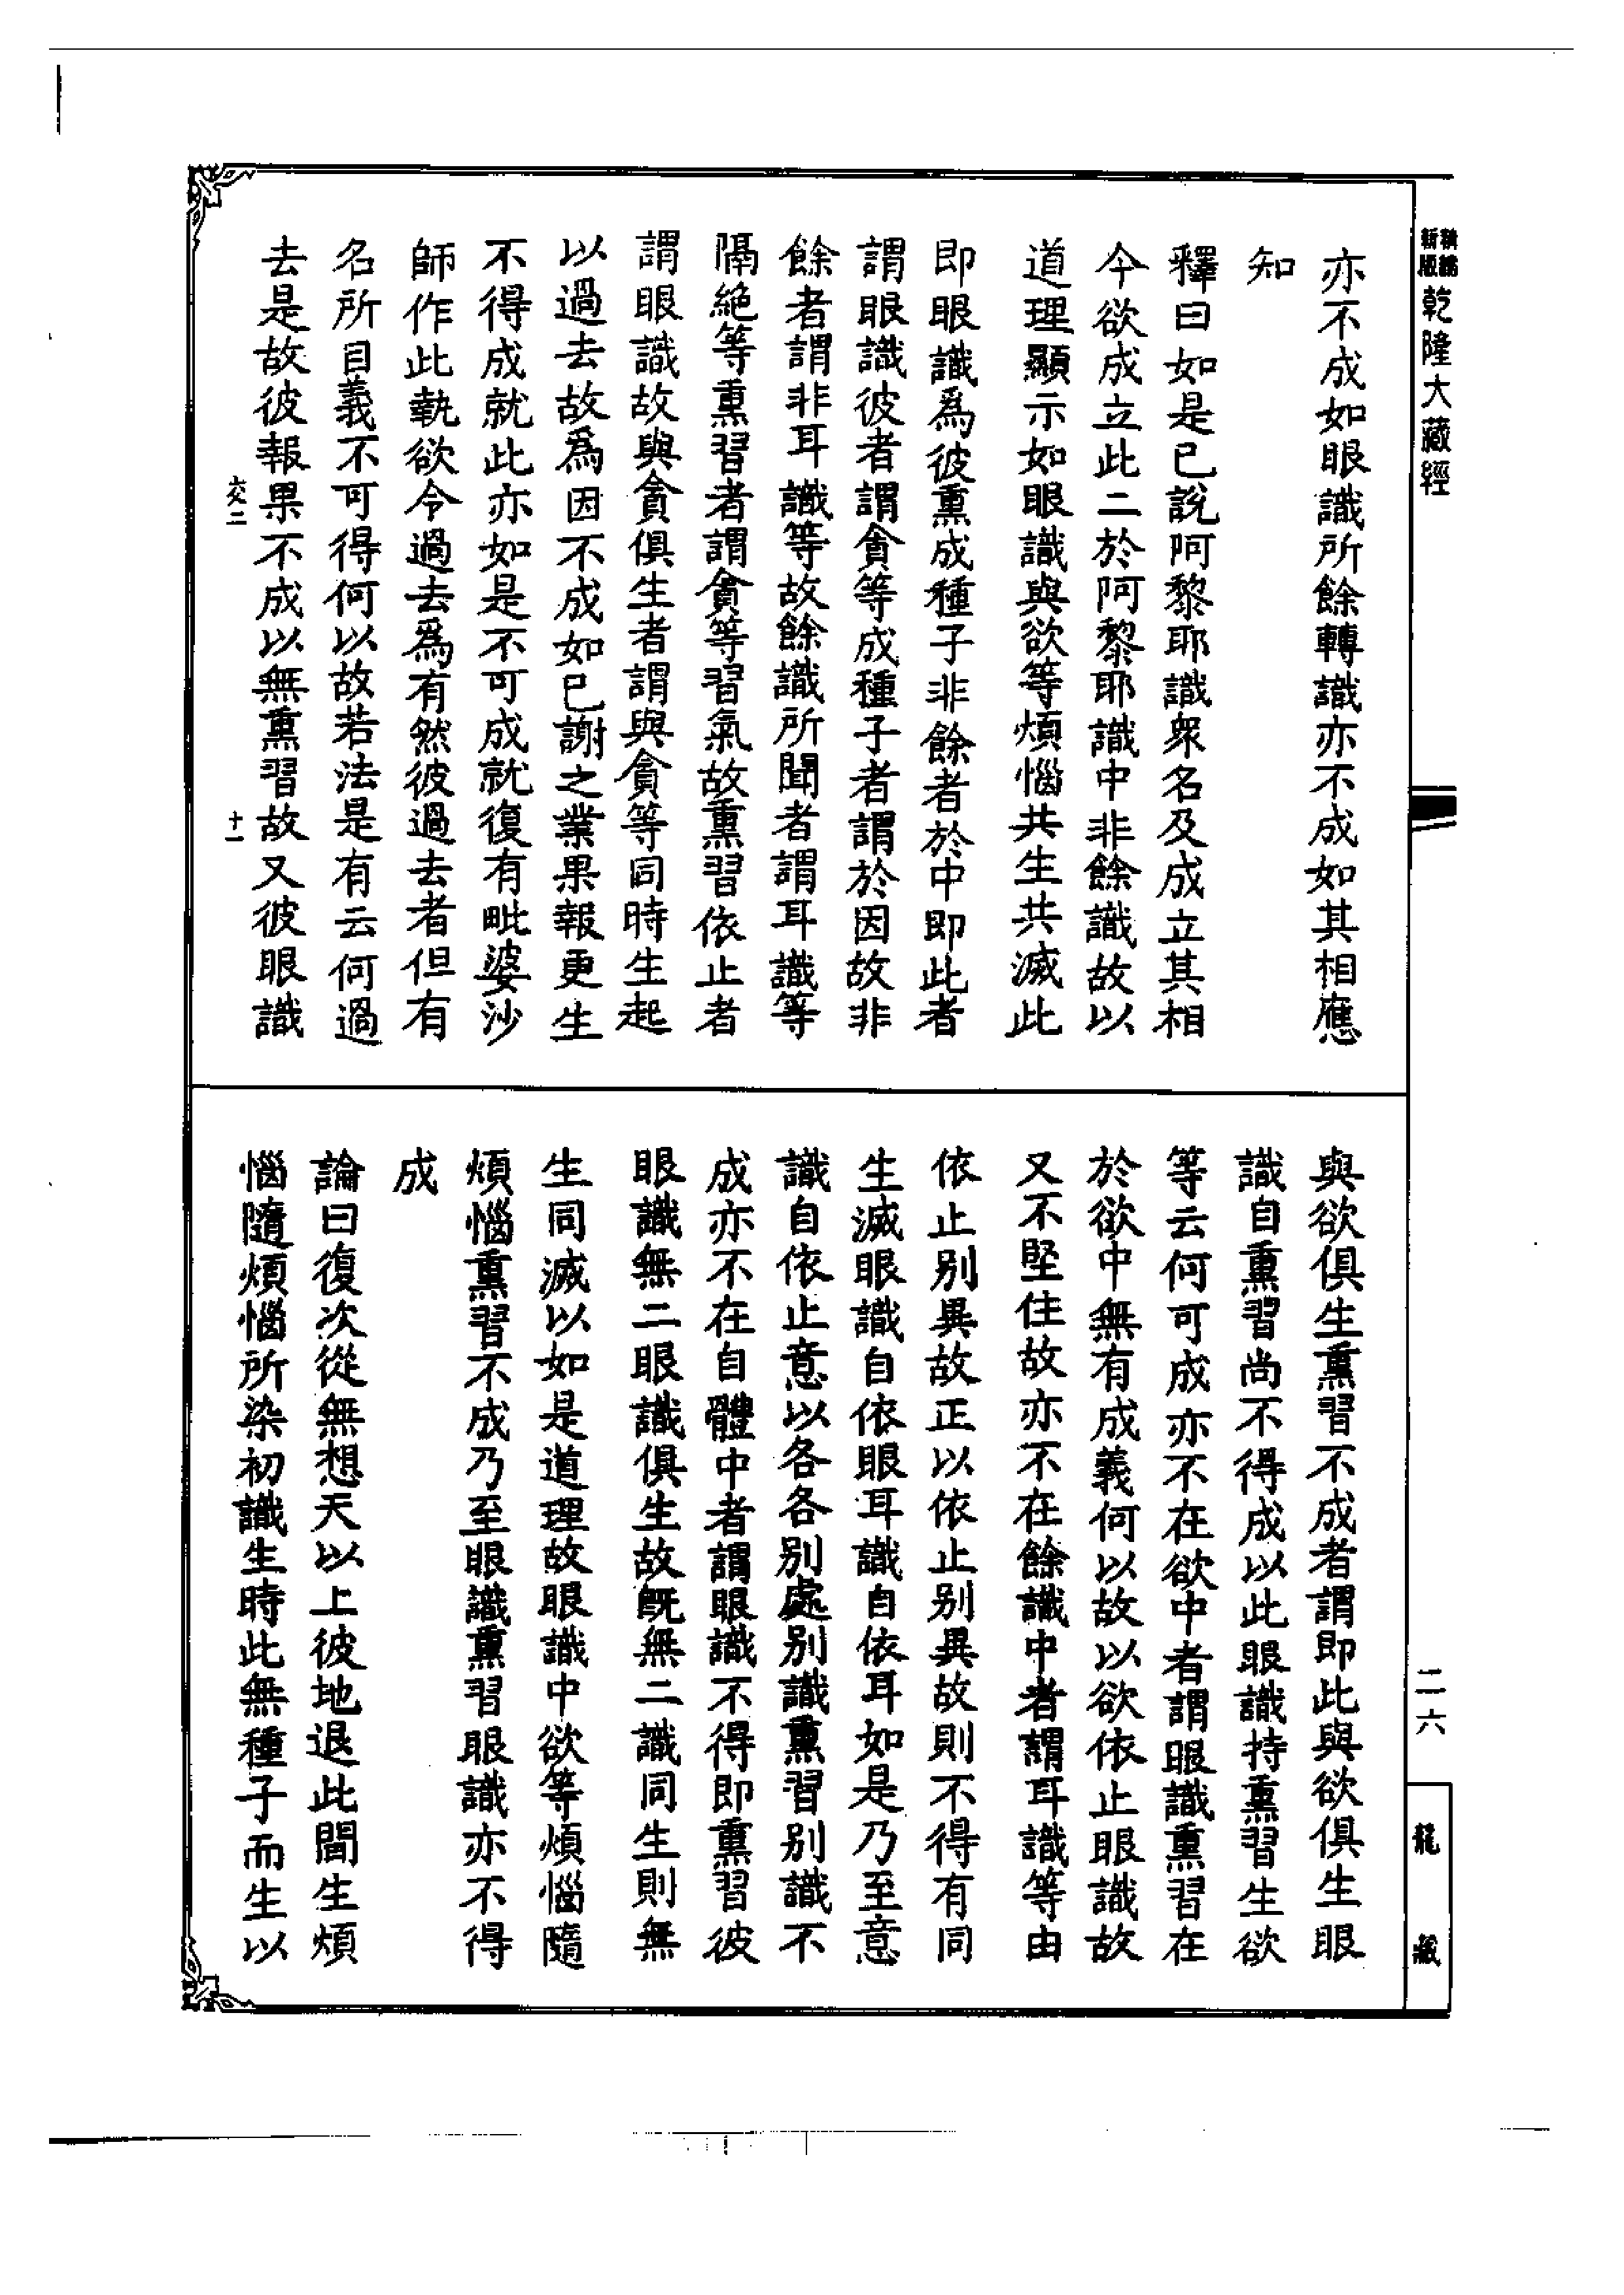 新精
版譑
乾隆大藏經
亦不成如眼識所餘轉識亦不成如其相應
知
釋曰如是已說阿黎耶識衆名及成立其相
今欲成立此二於阿黎耶識中非餘識故以
道理顯示如眼識與欲等煩惱共生共滅此
即眼識爲彼熏成種子非餘者於中即此者
謂眼識彼者謂貪等成種子者謂於因故非
餘者謂非耳識等故餘識所聞者謂耳識等
隔絶等熏習者謂貪等習氣故熏習依止者
謂眼識故與貪俱生者謂與貪等同時生起
以過去故爲因不成如已謝之業果報更生
不得成就此亦如是不可成就復有毗婆沙
師作此執欲令過去爲有然彼過去者但有
名所目義不可得何以故若法是有云何過
去是故彼報果不成以無熏習故又彼眼識
交二
十一
與欲俱生熏習不成者謂即此與欲俱生眼
識自熏習尚不得成以此眼識持熏習生欲
等云何可成亦不在欲中者謂眼識熏習在
於欲中無有成義何以故以欲依止眼識故
又不堅住故亦不在餘識中者謂耳識等由
依止別異故正以依止別異故則不得有同
生滅眼識自依眼耳識自依耳如是乃至意
識自依止意以各各別處別識熏習別識不
成亦不在自體中者謂眼識不得即熏習彼
眼識無二眼識俱生故既無二識同生則無
生同滅以如是道理故眼識中欲等煩惱隨
煩惱熏習不成乃至眼識熏習眼識亦不得
成
論曰復次從無想天以上彼地退此間生煩
惱隨煩惱所染初識生時此無種子而生以
二六
龍藏